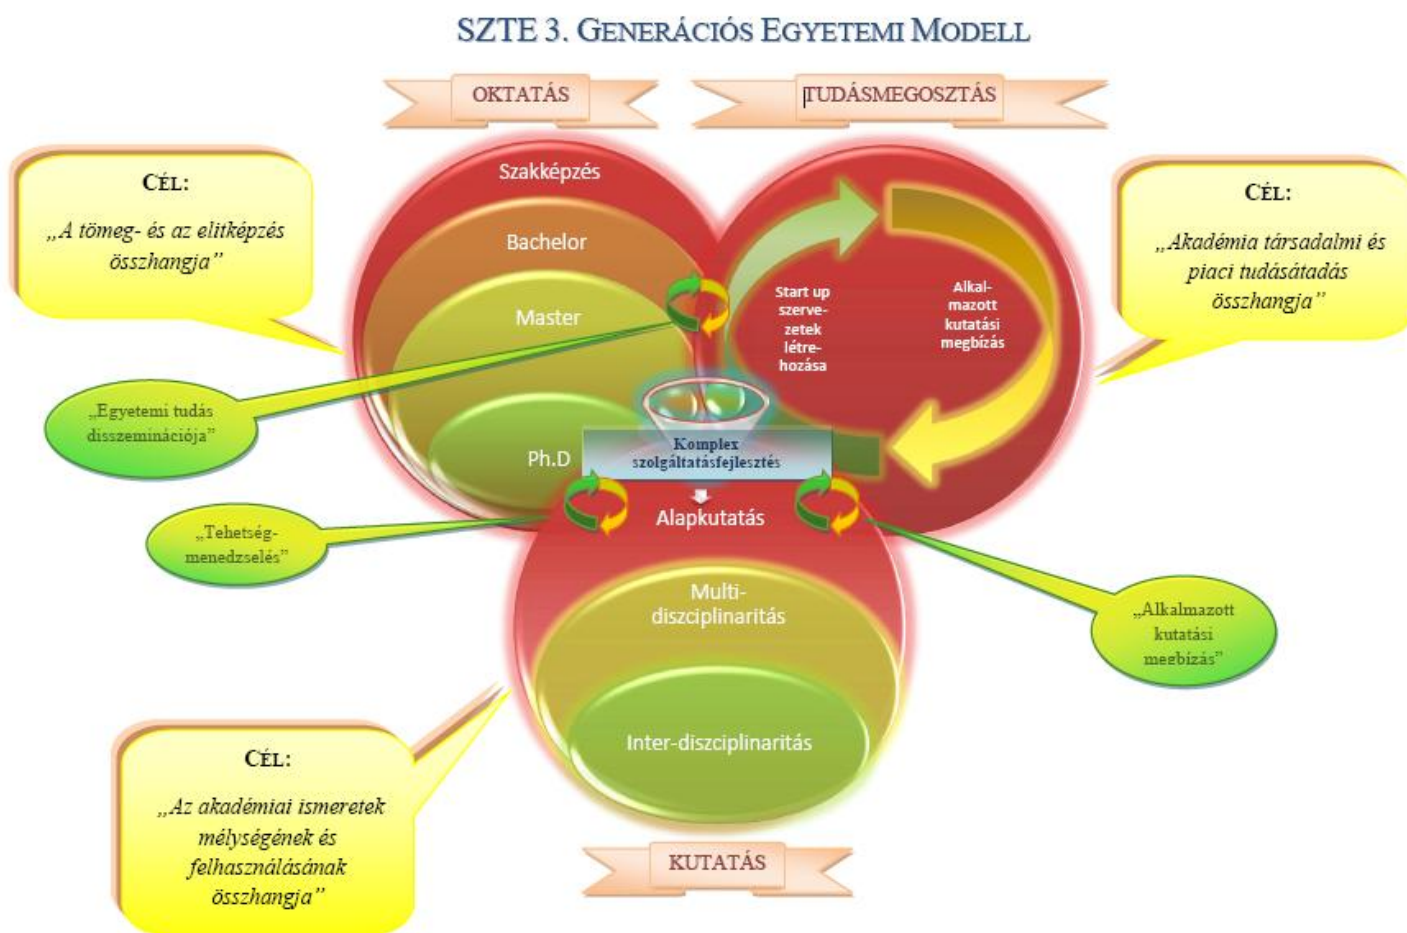 SZTE 3. GENERÁCIÓS EGYETEMI MODELL
OKTATÁS
TUDÁSMEGOSZTÁS
CÉL:
„A tömeg- és az elitképzés
összhangja”
CÉL:
„Akadémia társadalmi és
piaci tudásátadás
összhangja”
Szakképzés
Bachelor
Master
Ph.D
Start up
szerve-
zetek
létre-
hozása
Alkal-
mazott
kutatási
megbízás
„Egyetemi tudás
disszeminációja”
Komplex
szolgáltatásfejlesztés
„Tehetség-
menedzselés”
Alapkutatás
Multi-
diszciplinaritás
Inter-diszciplinaritás
„Alkalmazott
kutatási
megbízás”
CÉL:
„Az akadémiai ismeretek
mélységének és
felhasználásának
összhangja”
KUTATÁS